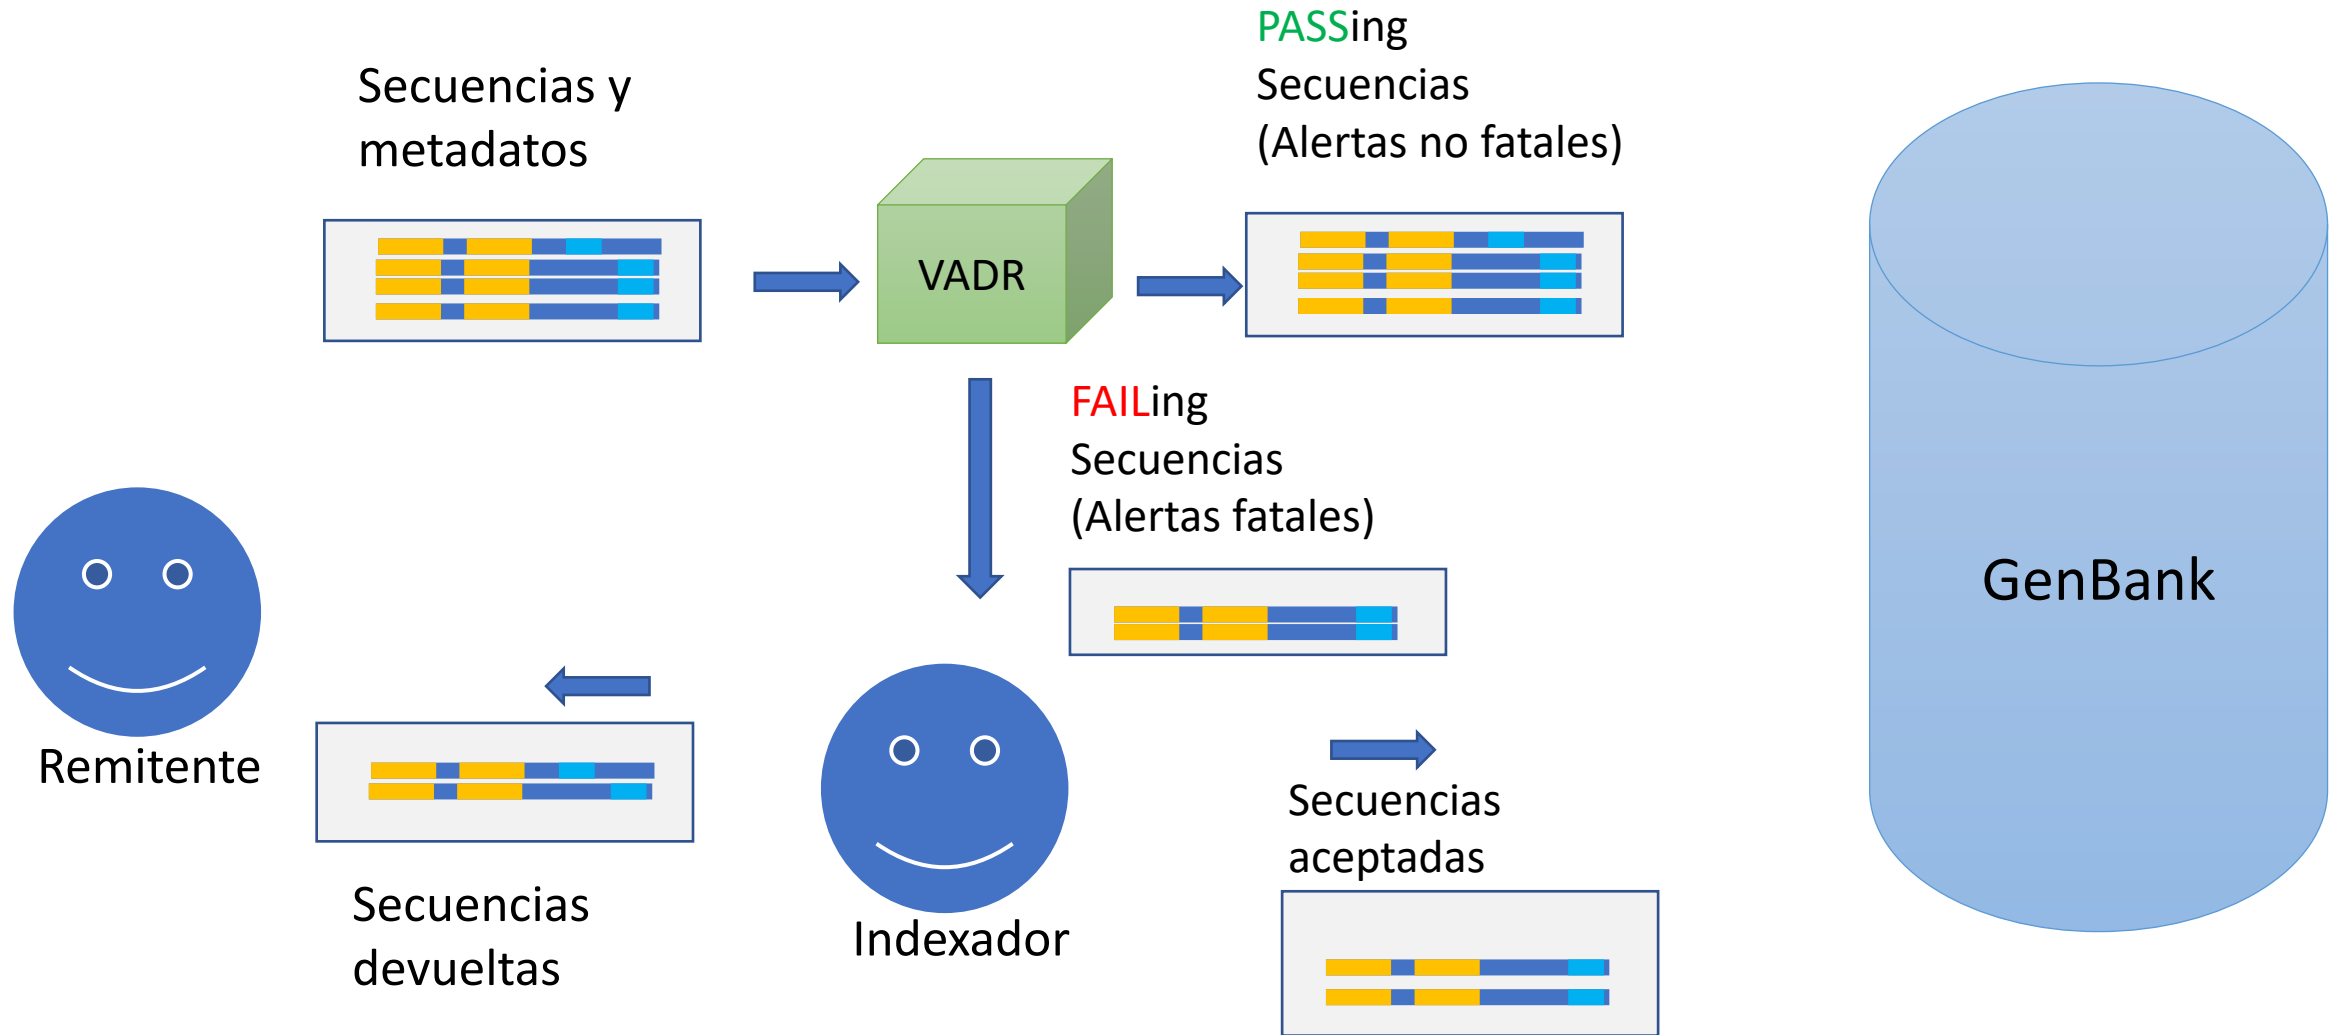 Secuencias y
metadatos
VADR
PASSing
Secuencias
(Alertas no fatales)
FAILing
Secuencias
(Alertas fatales)
GenBank
Remitente
Secuencias
devueltas
Indexador
Secuencias
aceptadas